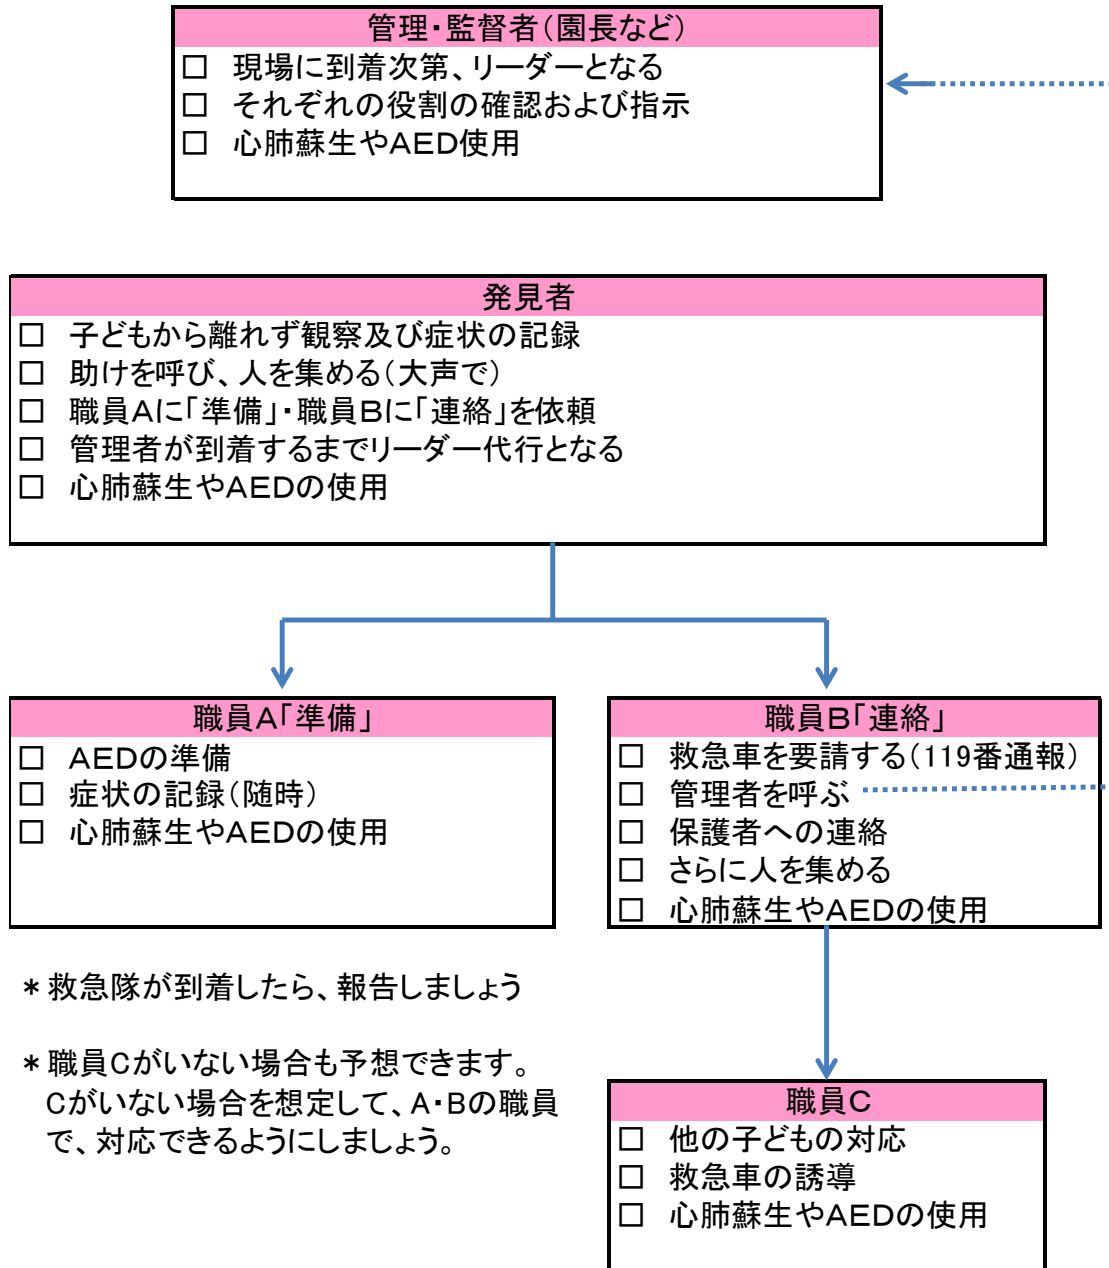 管理・監督者（園長など）
□ 現場に到着次第、リーダーとなる
□ それぞれの役割の確認および指示
□ 心肺蘇生やAED使用
発見者
□ 子どもから離れず観察及び症状の記録
□ 助けを呼び、人を集める（大声で）
□ 職員Aに「準備」・職員Bに「連絡」を依頼
□ 管理者が到着するまでリーダー代行となる
□ 心肺蘇生やAEDの使用
職員A「準備」
□ AEDの準備
□ 症状の記録（随時）
□ 心肺蘇生やAEDの使用
職員B「連絡」
□ 救急車を要請する（119番通報）
□ 管理者を呼ぶ
□ 保護者への連絡
□ さらに人を集める
□ 心肺蘇生やAEDの使用
＊救急隊が到着したら、報告しましょう
＊職員Cがいない場合も予想できます。
Cがいない場合を想定して、A・Bの職員
で、対応できるようにしましょう。
職員C
□ 他の子どもの対応
□ 救急車の誘導
□ 心肺蘇生やAEDの使用